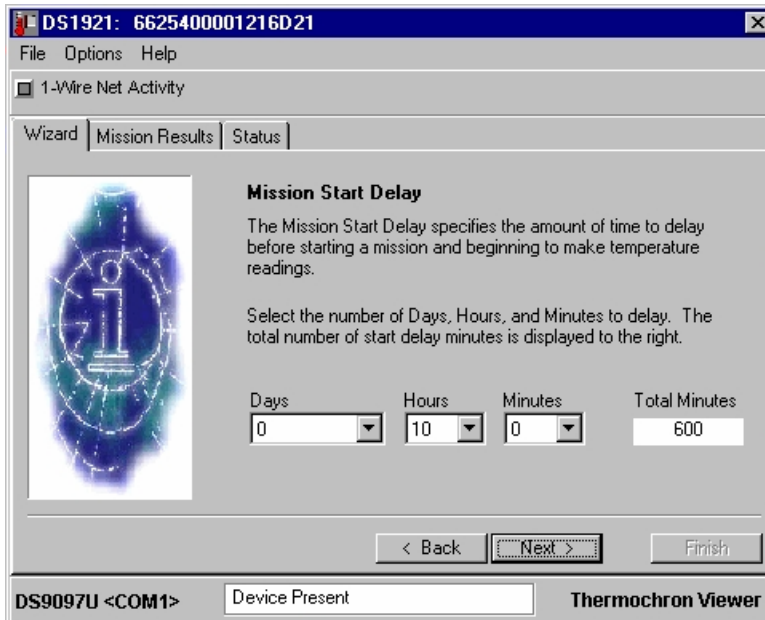 DS1921: 6625400001216D21
File Options Help
1-Wire Net Activity
Wizard Mission Results Status
Mission Start Delay
The Mission Start Delay specifies the amount of time to delay
before starting a mission and beginning to make temperature
readings.
Select the number of Days, Hours, and Minutes to delay. The
total number of start delay minutes is displayed to the right.
Days Hours Minutes Total Minutes
0 10 0 600
< Back Next > Finish
DS9097U <COM1> Device Present Thermochron Viewer